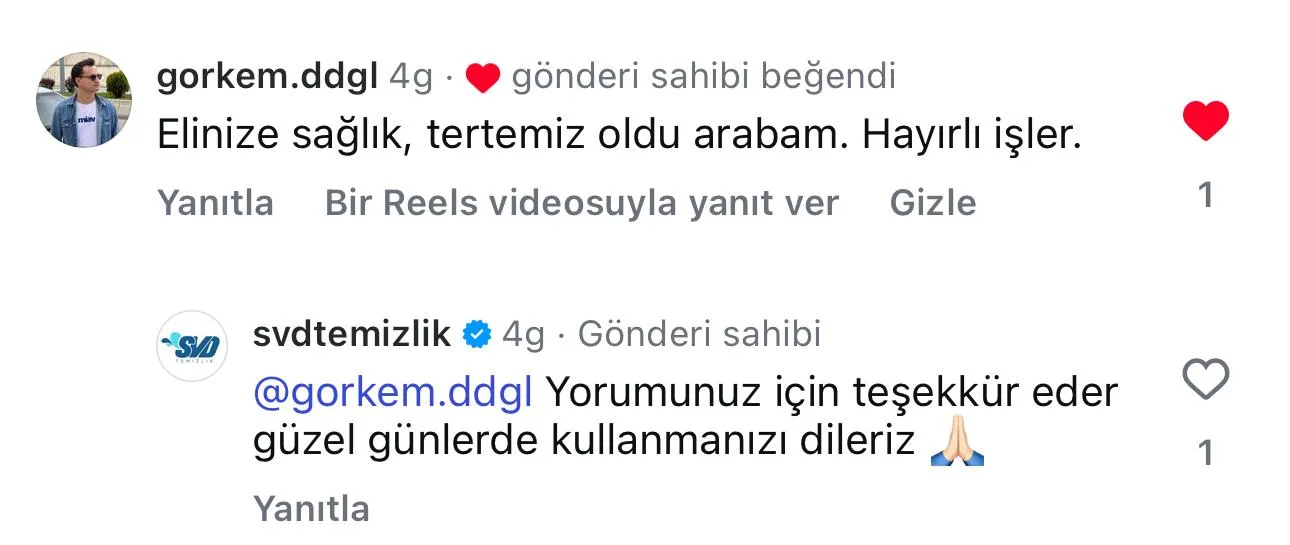 gorkem.ddgl 4g · ❤️ gönderi sahibi beğendi
Elinize sağlık, tertemiz oldu arabam. Hayırlı işler.
1
Yanıtla Bir Reels videosuyla yanıt ver Gizle
miav
SVD
TEMİZLİK
svdtemizlik 4g · Gönderi sahibi
@gorkem.ddgl Yorumunuz için teşekkür eder
güzel günlerde kullanmanızı dileriz 🙏🏻
1
Yanıtla